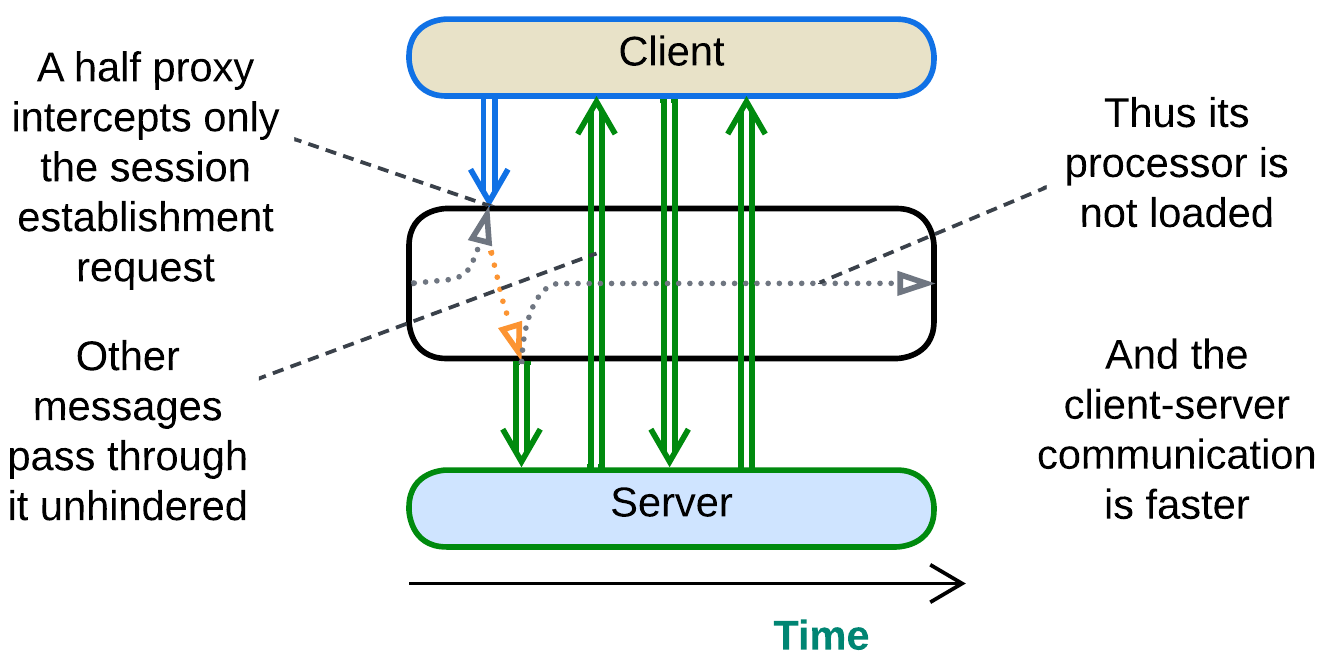 Client
A half proxy
intercepts only
the session
establishment
request
Thus its
processor is
not loaded
Other
messages
pass through
it unhindered
And the
client-server
communication
is faster
Server
Time